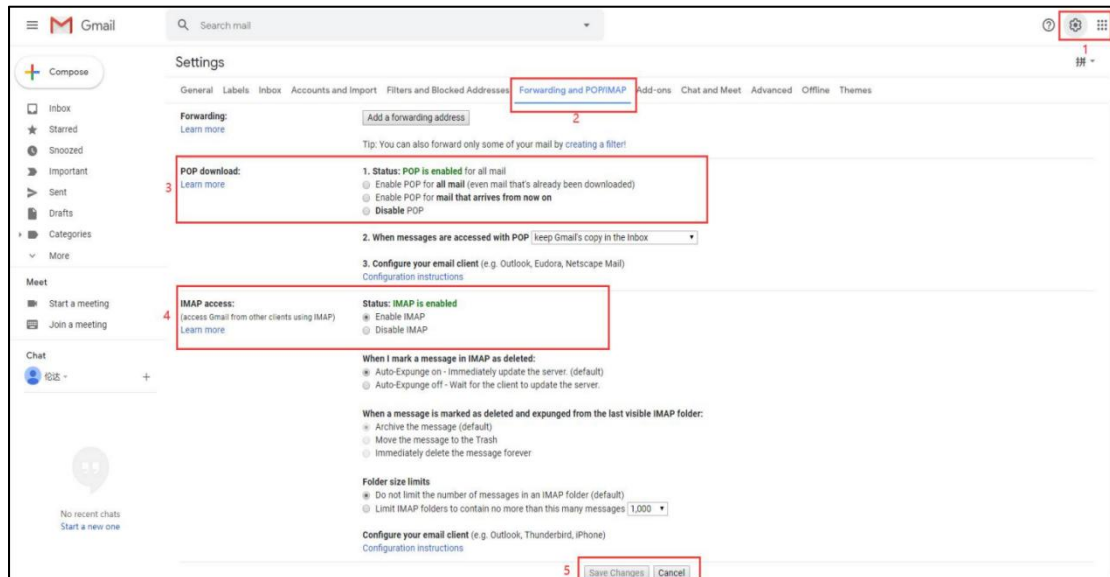 Gmail
Search mail
1
Compose
Settings
拼
General Labels Inbox Accounts and Import Filters and Blocked Addresses Forwarding and POP/IMAP Add-ons Chat and Meet Advanced Offline Themes
2
Inbox
Starred
Snoozed
Important
Sent
Drafts
Categories
More
Meet
Start a meeting
Join a meeting
Chat
伦达
No recent chats
Start a new one
Forwarding:
Learn more
Add a forwarding address
Tip: You can also forward only some of your mail by creating a filter!
3
POP download:
Learn more
1. Status: POP is enabled for all mail
Enable POP for all mail (even mail that's already been downloaded)
Enable POP for mail that arrives from now on
Disable POP
2. When messages are accessed with POP keep Gmail's copy in the Inbox
3. Configure your email client (e.g. Outlook, Eudora, Netscape Mail)
Configuration instructions
4
IMAP access:
(access Gmail from other clients using IMAP)
Learn more
Status: IMAP is enabled
Enable IMAP
Disable IMAP
When I mark a message in IMAP as deleted:
Auto-Expunge on - Immediately update the server. (default)
Auto-Expunge off - Wait for the client to update the server.
When a message is marked as deleted and expunged from the last visible IMAP folder:
Archive the message (default)
Move the message to the Trash
Immediately delete the message forever
Folder size limits
Do not limit the number of messages in an IMAP folder (default)
Limit IMAP folders to contain no more than this many messages 1,000
Configure your email client (e.g. Outlook, Thunderbird, iPhone)
Configuration instructions
5
Save Changes Cancel